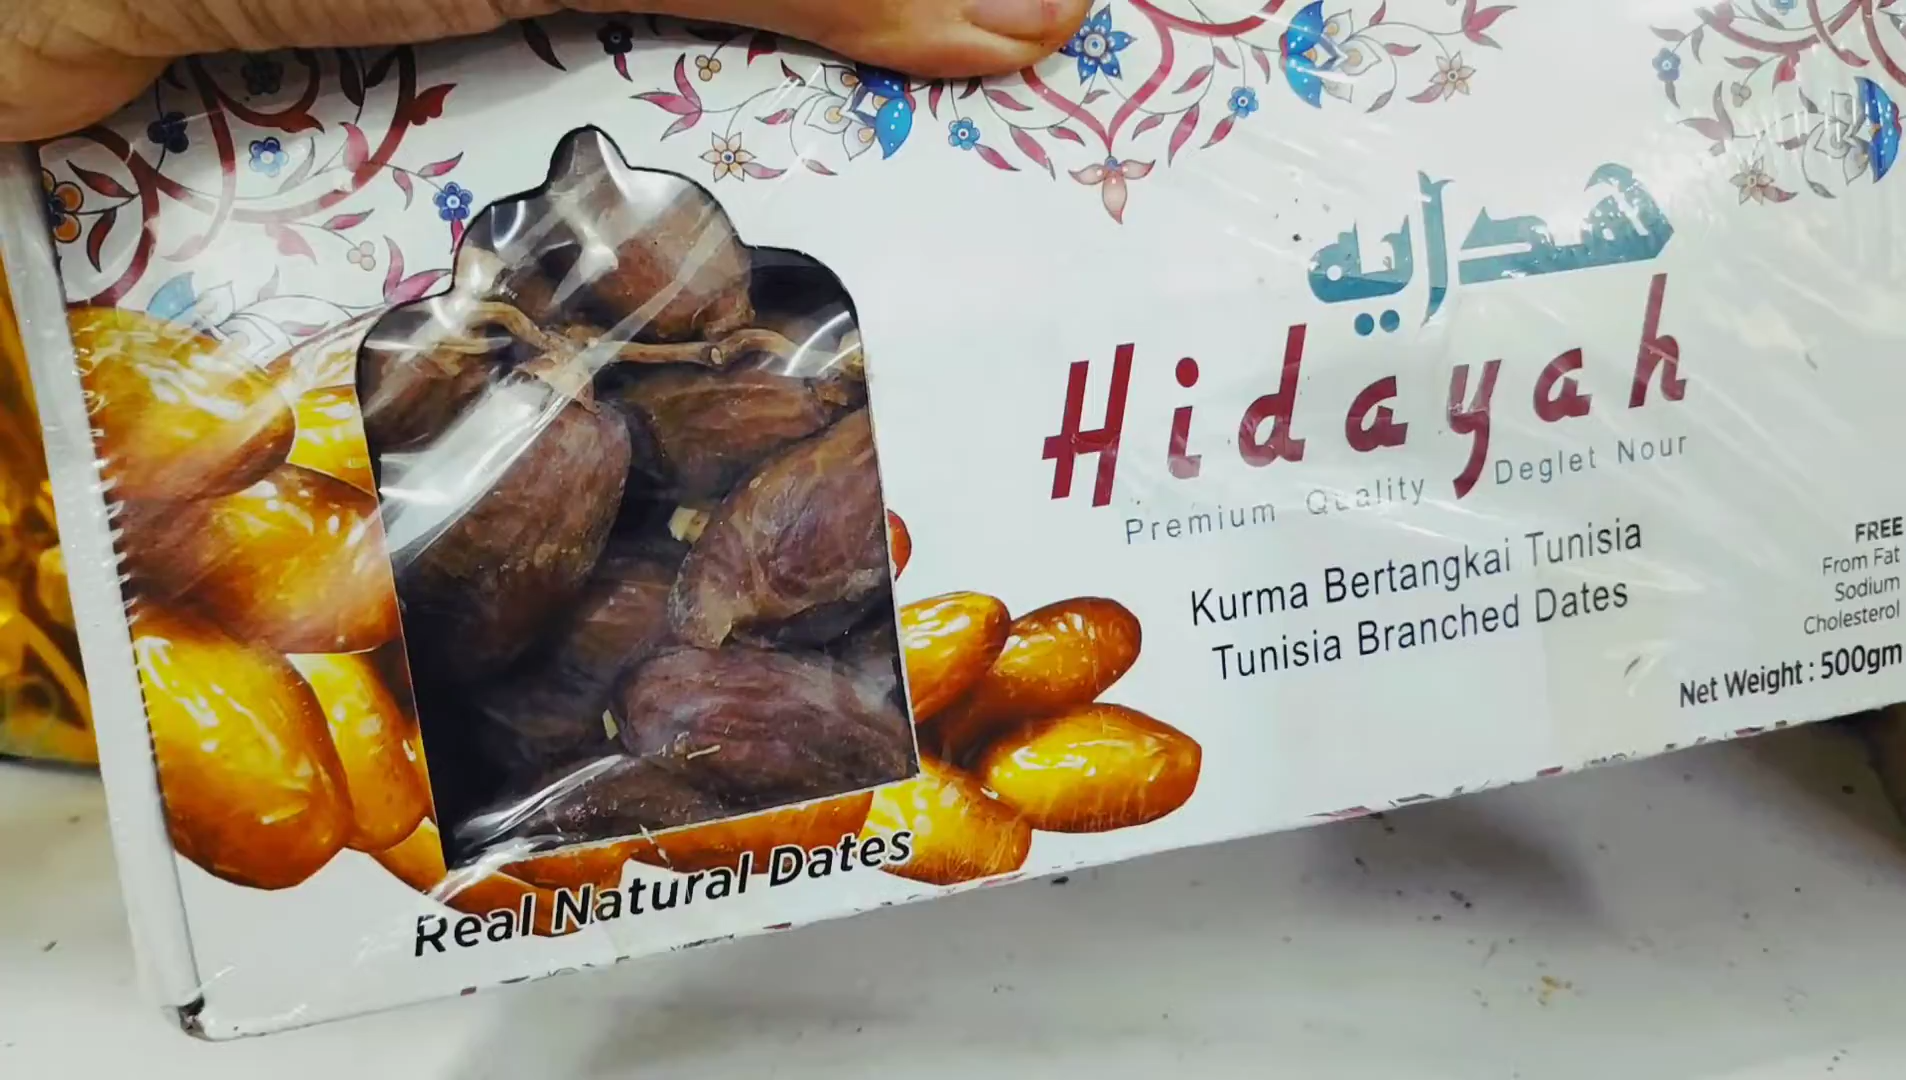 هدايه
Hidayah
Premium Quality Deglet Nour
Kurma Bertangkai Tunisia
Tunisia Branched Dates
FREE
From Fat
Sodium
Cholesterol
Net Weight : 500gm
Real Natural Dates